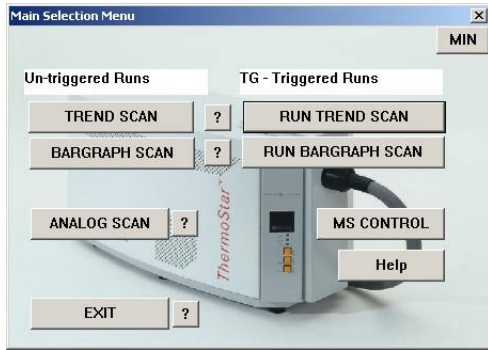 Main Selection Menu
MIN
Un-triggered Runs
TG - Triggered Runs
TREND SCAN
?
RUN TREND SCAN
BARGRAPH SCAN
?
RUN BARGRAPH SCAN
ANALOG SCAN
?
MS CONTROL
ThermoStar
Help
EXIT
?